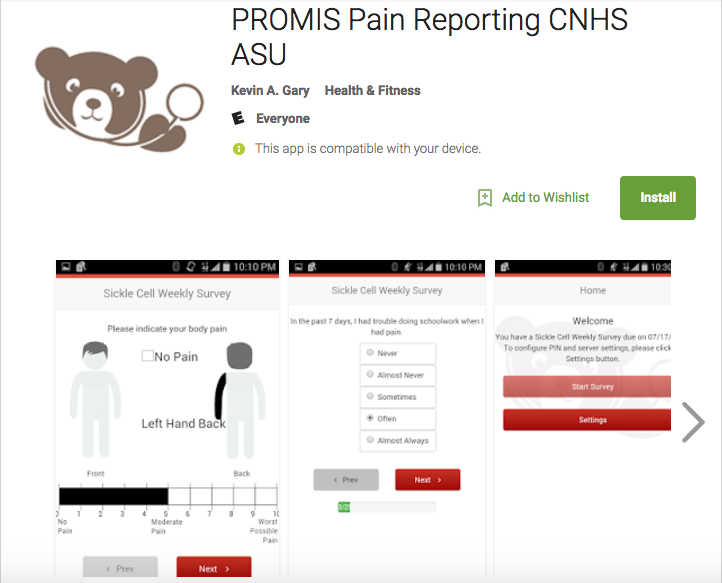 PROMIS Pain Reporting CNHS
ASU
Kevin A. Gary Health & Fitness
E Everyone
This app is compatible with your device.
Add to Wishlist
Install
10:10 PM
Sickle Cell Weekly Survey
Please indicate your body pain
No Pain
Left Hand Back
Front Back
0 1 2 3 4 5 6 7 8 9 10
No
Pain
Moderate
Pain
Worst
Possible
Pain
< Prev
Next >
10:10 PM
Sickle Cell Weekly Survey
In the past 7 days, I had trouble doing schoolwork when I
had pain.
Never
Almost Never
Sometimes
Often
Almost Always
< Prev
Next >
10:30
Home
Welcome
You have a Sickle Cell Weekly Survey due on 07/17/
To configure PIN and server settings, please click
Settings button.
Start Survey
Settings